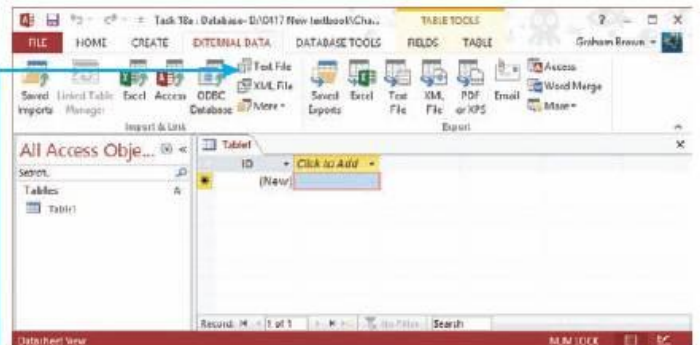 Task 18a : Database- D:\0417 New textbook\Cha... TABLE TOOLS ?
FILE HOME CREATE EXTERNAL DATA DATABASE TOOLS FIELDS TABLE Graham Brown
Saved Imports Linked Table Manager Excel Access ODBC Database Text File XML File More Saved Exports Excel Text File XML File PDF or XPS Email Access Word Merge More
Import & Link Export
All Access Obje... «
Search...
Tables
Table1
Table1
ID Click to Add
(New)
Record: 1 of 1 No Filter Search
Datasheet View NUM LOCK